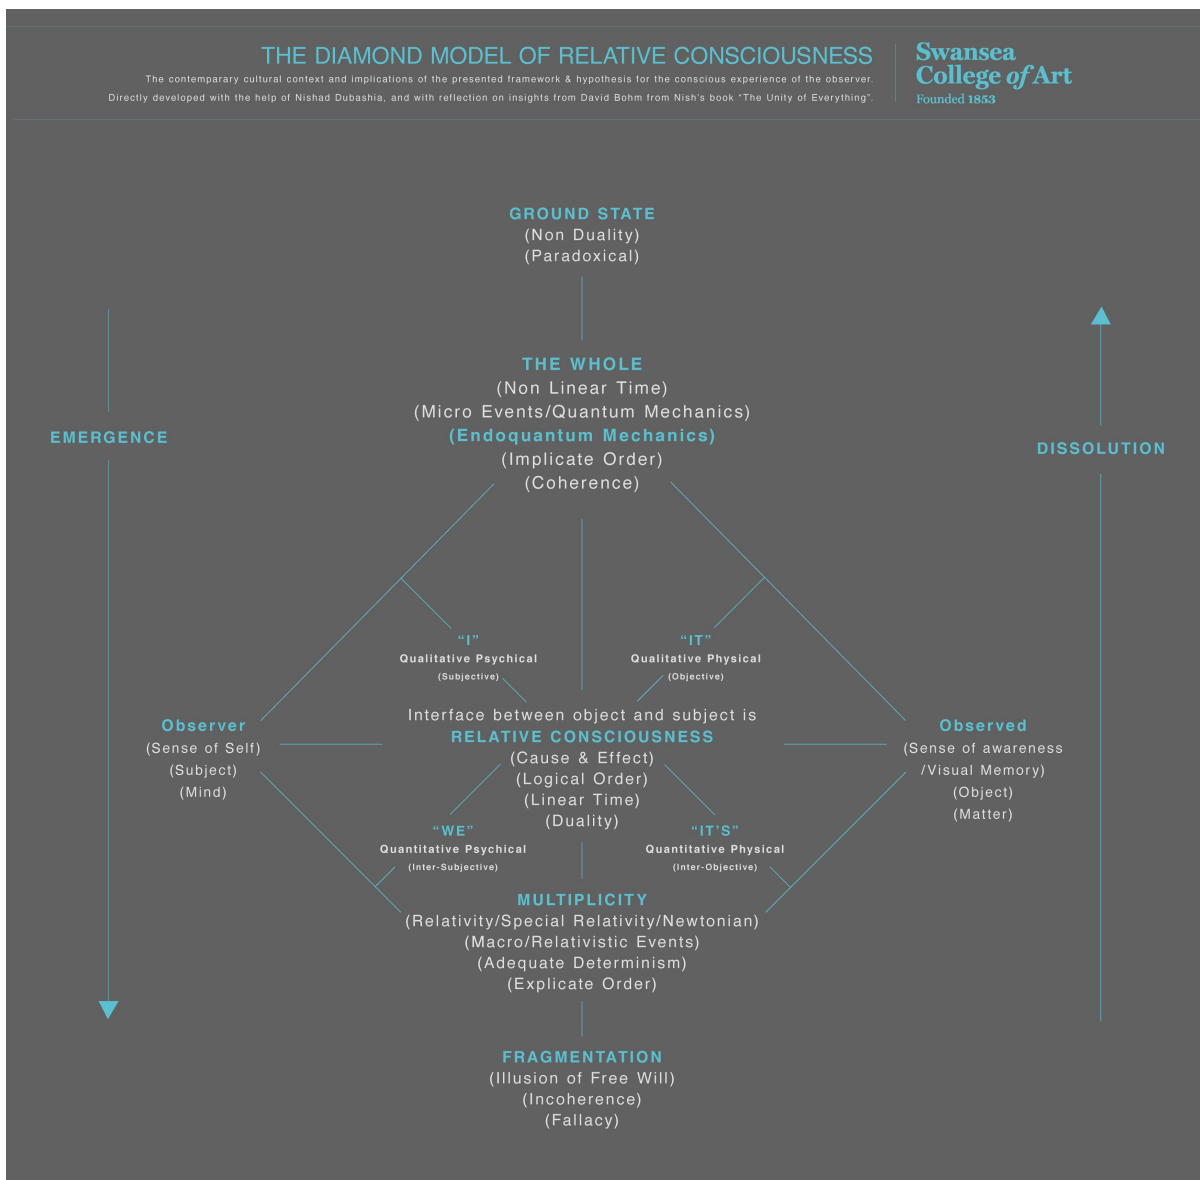 THE DIAMOND MODEL OF RELATIVE CONSCIOUSNESS
The contemparary cultural context and implications of the presented framework & hypothesis for the conscious experience of the observer.
Directly developed with the help of Nishad Dubashia, and with reflection on insights from David Bohm from Nish's book "The Unity of Everything".
Swansea
College of Art
Founded 1853
GROUND STATE
(Non Duality)
(Paradoxical)
THE WHOLE
(Non Linear Time)
(Micro Events/Quantum Mechanics)
(Endoquantum Mechanics)
(Implicate Order)
(Coherence)
EMERGENCE
DISSOLUTION
"I"
Qualitative Psychical
(Subjective)
"IT"
Qualitative Physical
(Objective)
Observer
(Sense of Self)
(Subject)
(Mind)
Interface between object and subject is
RELATIVE CONSCIOUSNESS
(Cause & Effect)
(Logical Order)
(Linear Time)
(Duality)
Observed
(Sense of awareness
/Visual Memory)
(Object)
(Matter)
"WE"
Quantitative Psychical
(Inter-Subjective)
"IT'S"
Quantitative Physical
(Inter-Objective)
MULTIPLICITY
(Relativity/Special Relativity/Newtonian)
(Macro/Relativistic Events)
(Adequate Determinism)
(Explicate Order)
FRAGMENTATION
(Illusion of Free Will)
(Incoherence)
(Fallacy)